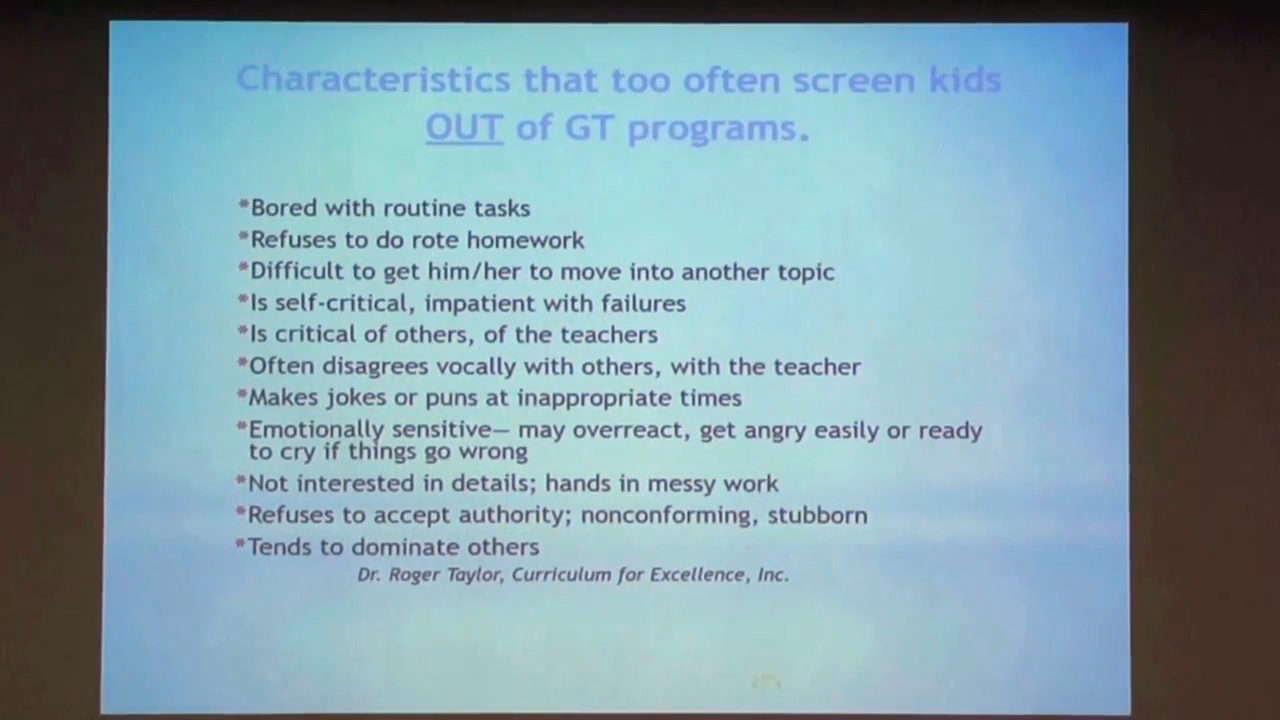 Characteristics that too often screen kids
OUT of GT programs.
*Bored with routine tasks
*Refuses to do rote homework
*Difficult to get him/her to move into another topic
*Is self-critical, impatient with failures
*Is critical of others, of the teachers
*Often disagrees vocally with others, with the teacher
*Makes jokes or puns at inappropriate times
*Emotionally sensitive— may overreact, get angry easily or ready
to cry if things go wrong
*Not interested in details; hands in messy work
*Refuses to accept authority; nonconforming, stubborn
*Tends to dominate others
Dr. Roger Taylor, Curriculum for Excellence, Inc.